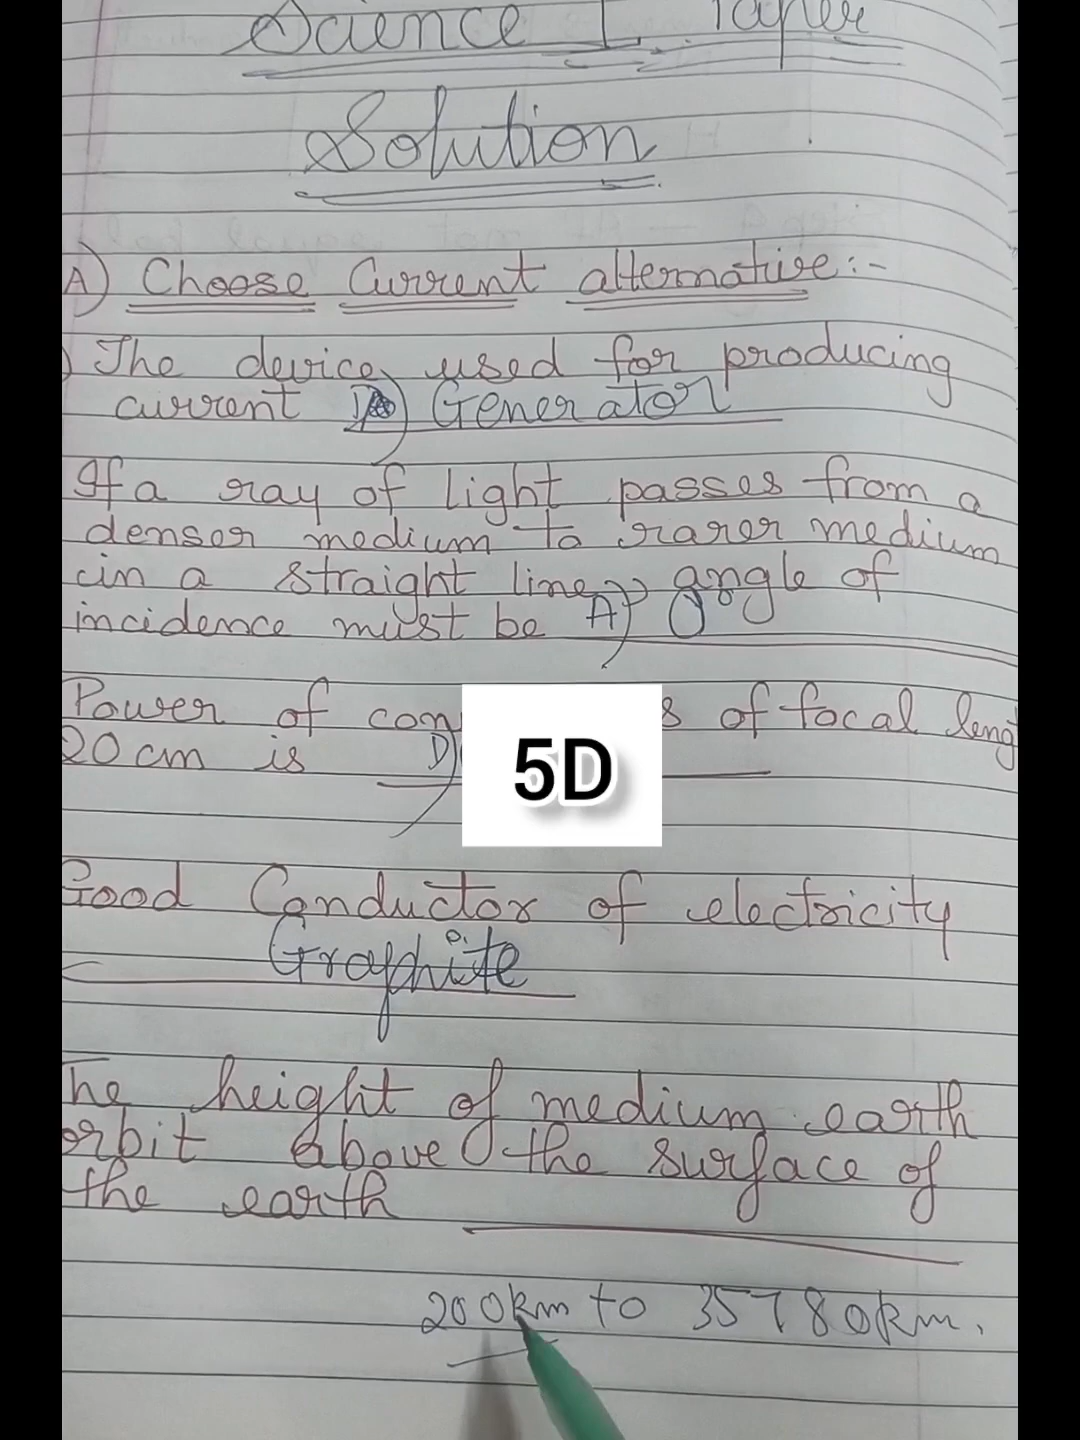 Science 1 Paper
Solution
A) Choose Current alternative:-
) The device used for producing
current D) Generator
If a ray of light passes from a
denser medium to rarer medium
in a straight line, angle of
incidence must be A) 0°
Power of con s of focal leng
20 cm is D)
5D
Good Conductor of electricity
Graphite
The height of medium earth
orbit above the surface of
the earth
200km to 35780km.